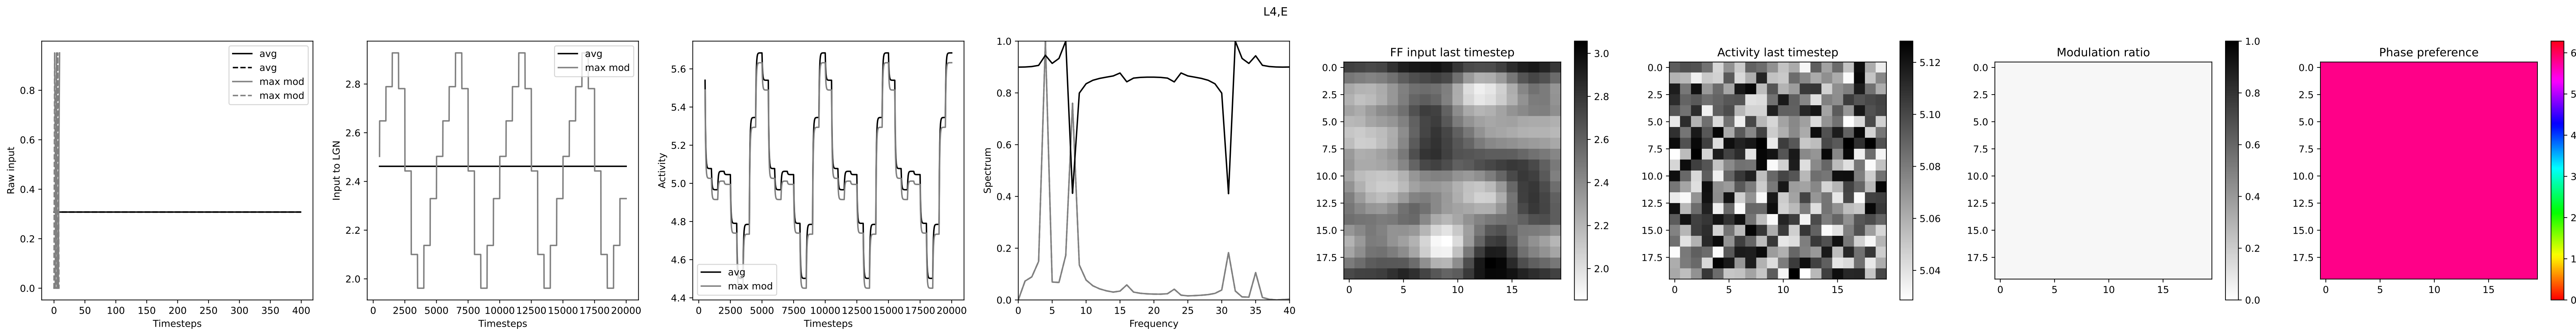 L4,E
Raw input
0.0
0.2
0.4
0.6
0.8
0 50 100 150 200 250 300 350 400
Timesteps
avg
avg
max mod
max mod
Input to LGN
2.0
2.2
2.4
2.6
2.8
0 2500 5000 7500 10000 12500 15000 17500 20000
Timesteps
avg
max mod
Activity
4.4
4.6
4.8
5.0
5.2
5.4
5.6
0 2500 5000 7500 10000 12500 15000 17500 20000
Timesteps
avg
max mod
Spectrum
0.0
0.2
0.4
0.6
0.8
1.0
0 5 10 15 20 25 30 35 40
Frequency
FF input last timestep
0.0
2.5
5.0
7.5
10.0
12.5
15.0
17.5
0 5 10 15
3.0
2.8
2.6
2.4
2.2
2.0
Activity last timestep
0.0
2.5
5.0
7.5
10.0
12.5
15.0
17.5
0 5 10 15
5.12
5.10
5.08
5.06
5.04
Modulation ratio
0.0
2.5
5.0
7.5
10.0
12.5
15.0
17.5
0 5 10 15
1.0
0.8
0.6
0.4
0.2
0.0
Phase preference
0.0
2.5
5.0
7.5
10.0
12.5
15.0
17.5
0 5 10 15
6
5
4
3
2
1
0